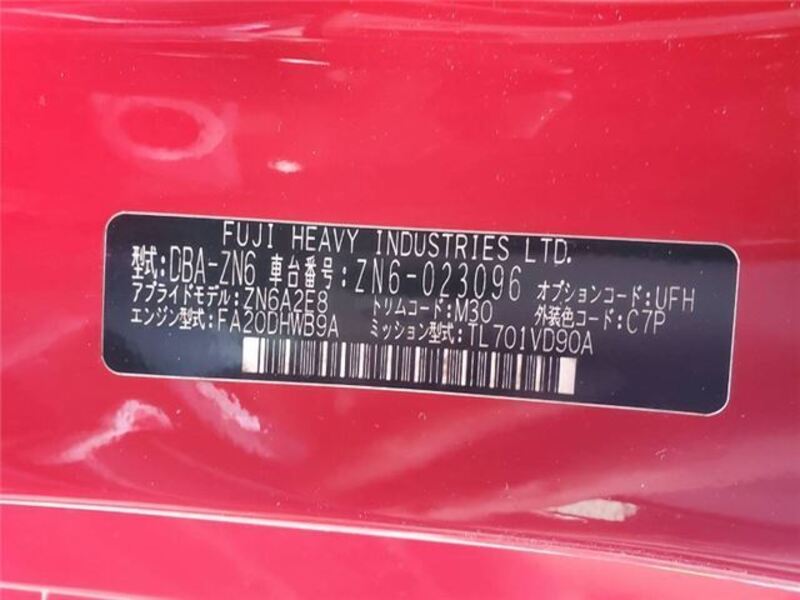 FUJI HEAVY INDUSTRIES LTD.
型式:DBA-ZN6 車台番号:ZN6-023096 オプションコード:UFH
アプライドモデル:ZN6A2E8 トリムコード:M30 外装色コード:C7P
エンジン型式:FA20DHWB9A ミッション型式:TL701VD90A